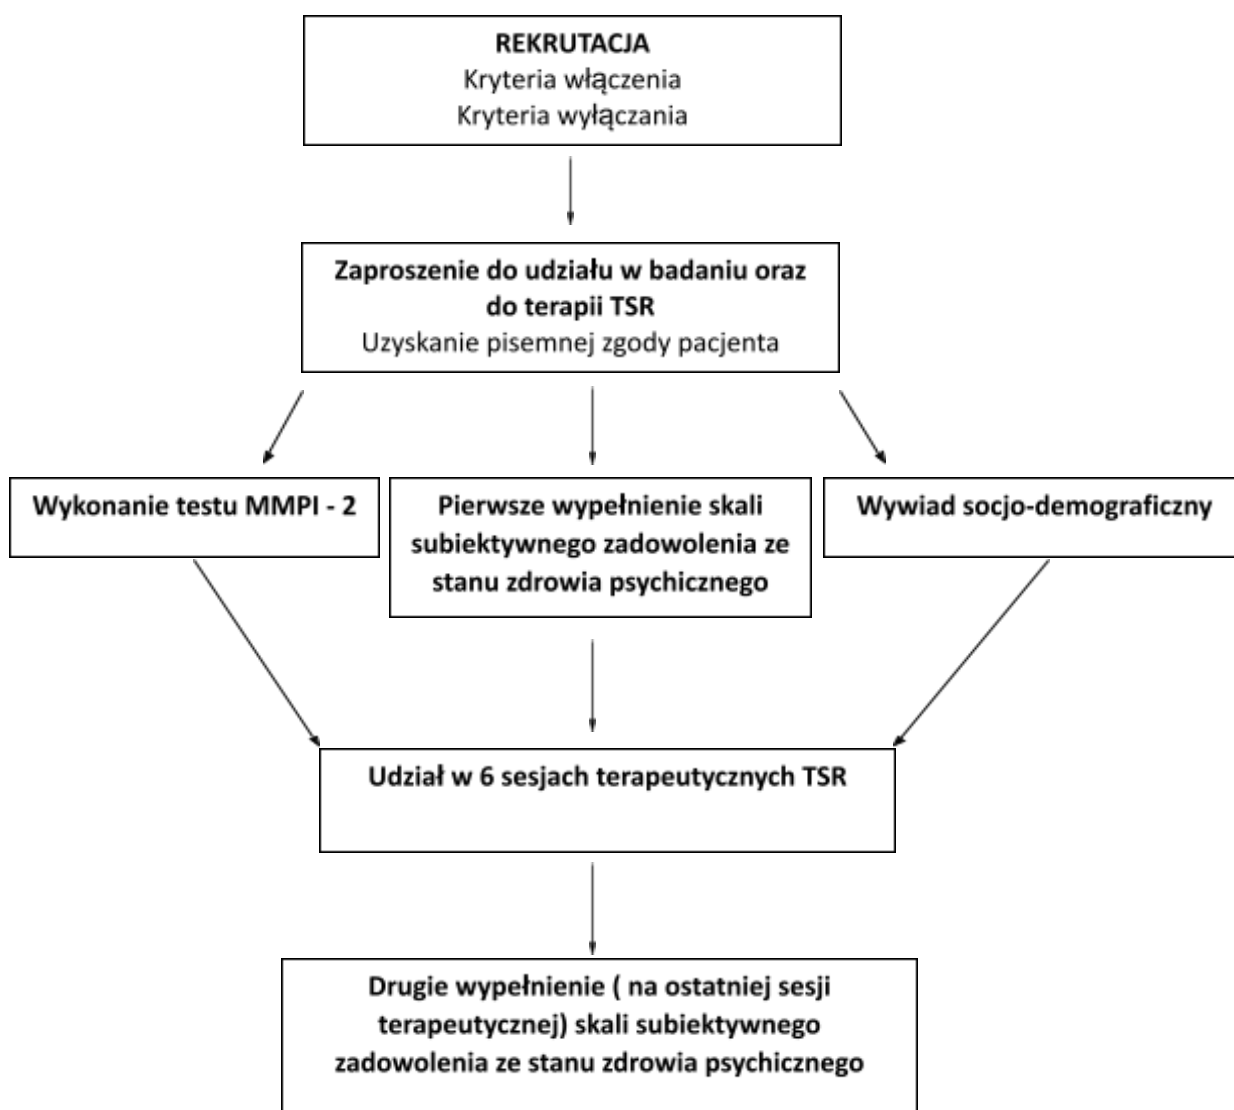 REKRUTACJA
Kryteria włączenia
Kryteria wyłączania
Zaproszenie do udziału w badaniu oraz
do terapii TSR
Uzyskanie pisemnej zgody pacjenta
Wykonanie testu MMPI - 2
Pierwsze wypełnienie skali
subiektywnego zadowolenia ze
stanu zdrowia psychicznego
Wywiad socjo-demograficzny
Udział w 6 sesjach terapeutycznych TSR
Drugie wypełnienie ( na ostatniej sesji
terapeutycznej) skali subiektywnego
zadowolenia ze stanu zdrowia psychicznego